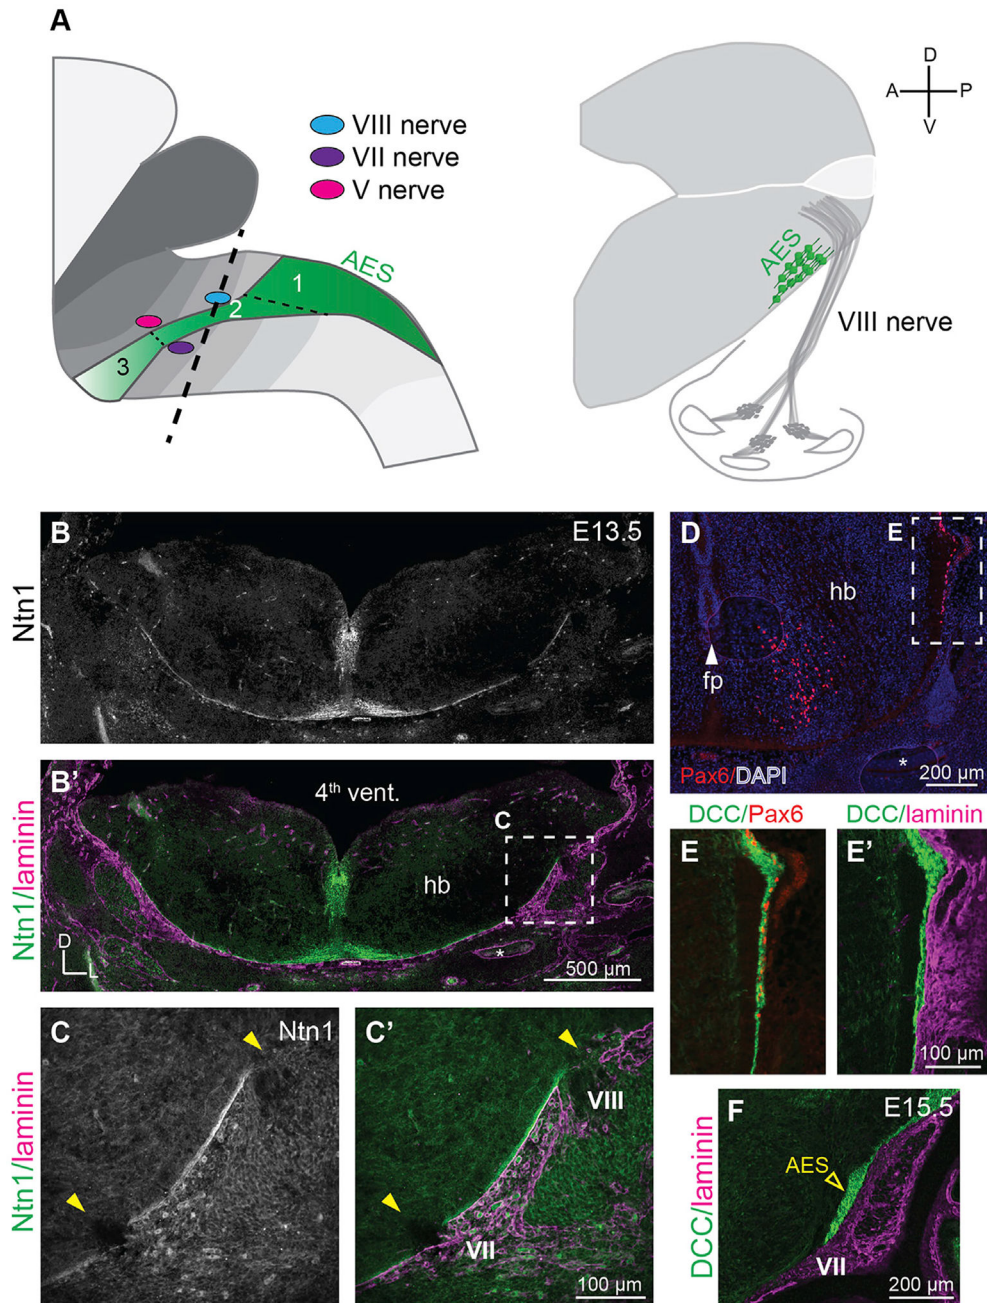 A
VIII nerve
VII nerve
V nerve
AES
1
2
3
D
A
P
V
AES
VIII nerve
B
E13.5
Ntn1
B'
4th vent.
C
hb
Ntn1/laminin
D
L
*
500 µm
C
Ntn1
C'
VIII
VII
Ntn1/laminin
100 µm
D
E
hb
fp
Pax6/DAPI
*
200 µm
DCC/Pax6
DCC/laminin
E
E'
100 µm
F
E15.5
AES
DCC/laminin
VII
200 µm